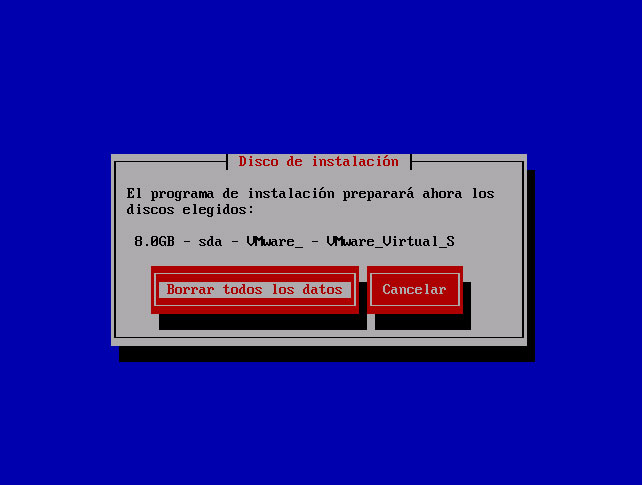 Disco de instalación
El programa de instalación preparará ahora los
discos elegidos:
8.0GB - sda - VMware_ - VMware_Virtual_S
Borrar todos los datos
Cancelar